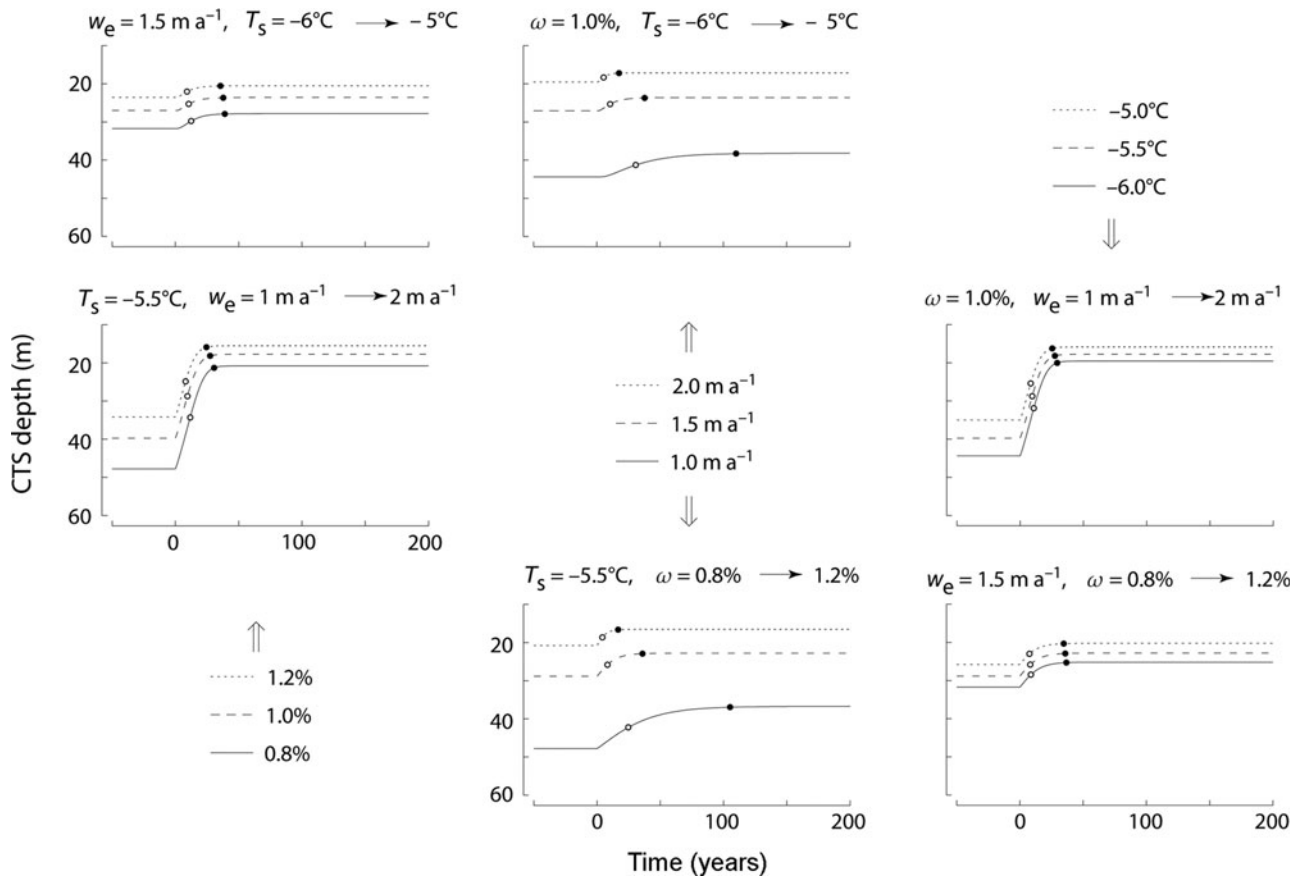 wₑ = 1.5 m a⁻¹, Tₛ = –6°C ⟶ – 5°C
ω = 1.0%, Tₛ = –6°C ⟶ – 5°C
20
40
60
–5.0°C
–5.5°C
–6.0°C
Tₛ = –5.5°C, wₑ = 1 m a⁻¹ ⟶ 2 m a⁻¹
ω = 1.0%, wₑ = 1 m a⁻¹ ⟶ 2 m a⁻¹
CTS depth (m)
20
40
60
0 100 200
2.0 m a⁻¹
1.5 m a⁻¹
1.0 m a⁻¹
0 100 200
Tₛ = –5.5°C, ω = 0.8% ⟶ 1.2%
wₑ = 1.5 m a⁻¹, ω = 0.8% ⟶ 1.2%
1.2%
1.0%
0.8%
20
40
60
0 100 200
0 100 200
Time (years)